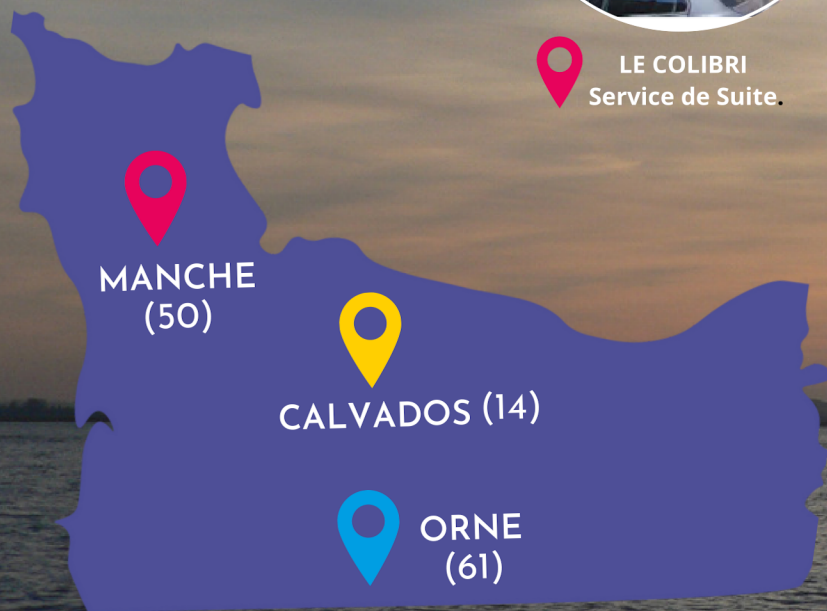 LE COLIBRI
Service de Suite.
MANCHE
(50)
CALVADOS (14)
ORNE
(61)